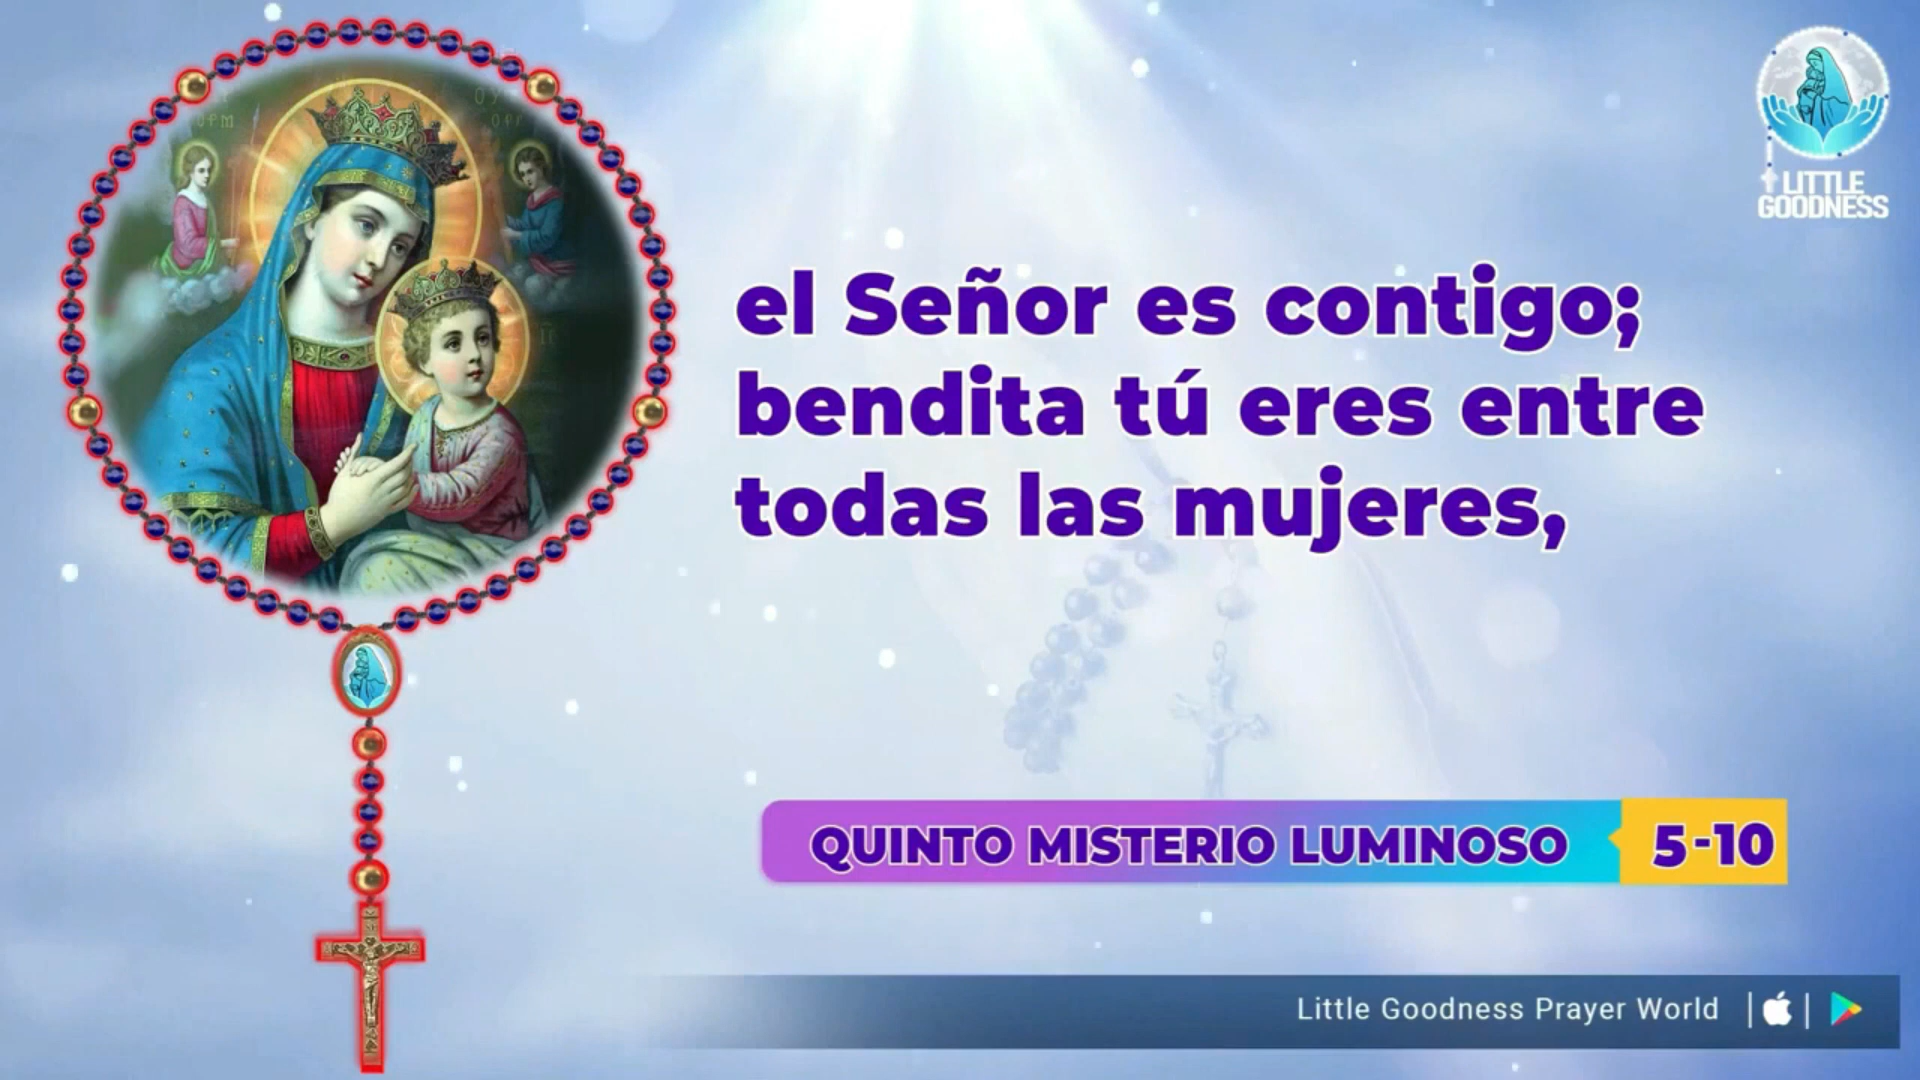 LITTLE
GOODNESS
el Señor es contigo;
bendita tú eres entre
todas las mujeres,
QUINTO MISTERIO LUMINOSO 5-10
Little Goodness Prayer World